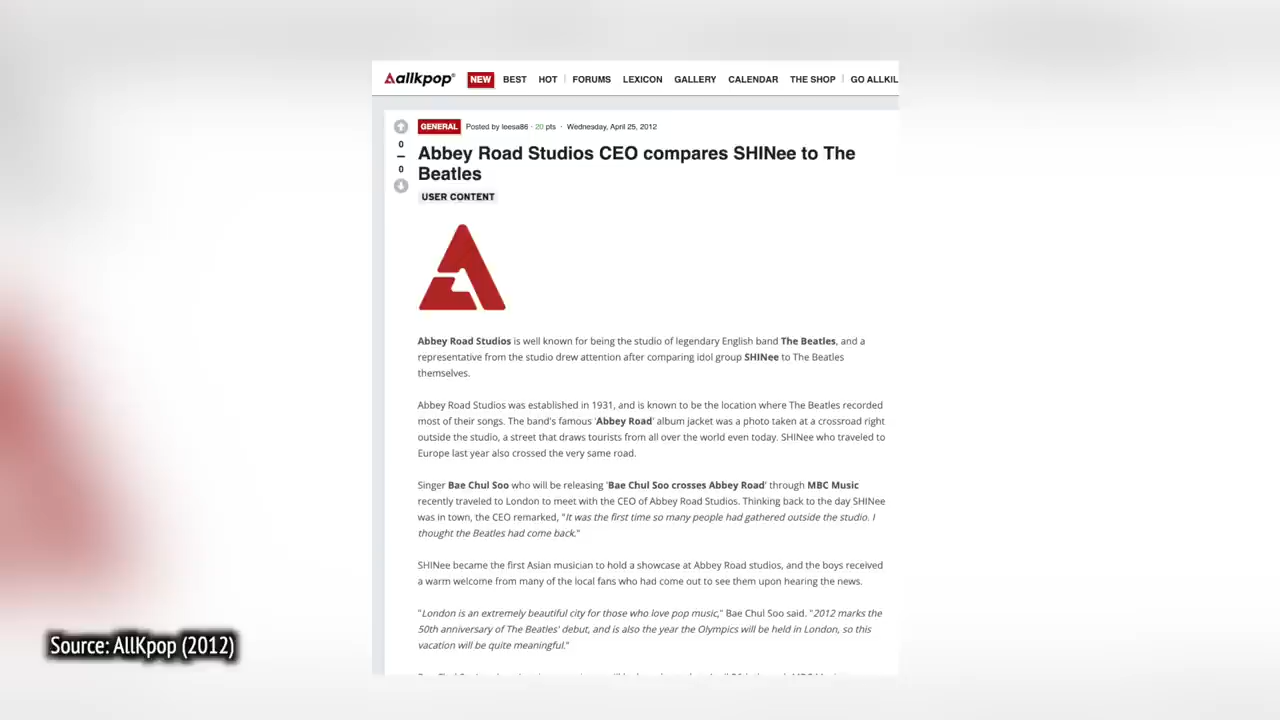 allkpop NEW BEST HOT FORUMS LEXICON GALLERY CALENDAR THE SHOP GO ALLKIL
GENERAL Posted by leesa86 · 20 pts · Wednesday, April 25, 2012
0
0
Abbey Road Studios CEO compares SHINee to The
Beatles
USER CONTENT
Abbey Road Studios is well known for being the studio of legendary English band The Beatles, and a
representative from the studio drew attention after comparing idol group SHINee to The Beatles
themselves.
Abbey Road Studios was established in 1931, and is known to be the location where The Beatles recorded
most of their songs. The band's famous 'Abbey Road' album jacket was a photo taken at a crossroad right
outside the studio, a street that draws tourists from all over the world even today. SHINee who traveled to
Europe last year also crossed the very same road.
Singer Bae Chul Soo who will be releasing 'Bae Chul Soo crosses Abbey Road' through MBC Music
recently traveled to London to meet with the CEO of Abbey Road Studios. Thinking back to the day SHINee
was in town, the CEO remarked, "It was the first time so many people had gathered outside the studio. I
thought the Beatles had come back."
SHINee became the first Asian musician to hold a showcase at Abbey Road studios, and the boys received
a warm welcome from many of the local fans who had come out to see them upon hearing the news.
"London is an extremely beautiful city for those who love pop music," Bae Chul Soo said. "2012 marks the
50th anniversary of The Beatles' debut, and is also the year the Olympics will be held in London, so this
vacation will be quite meaningful."
Source: AllKpop (2012)